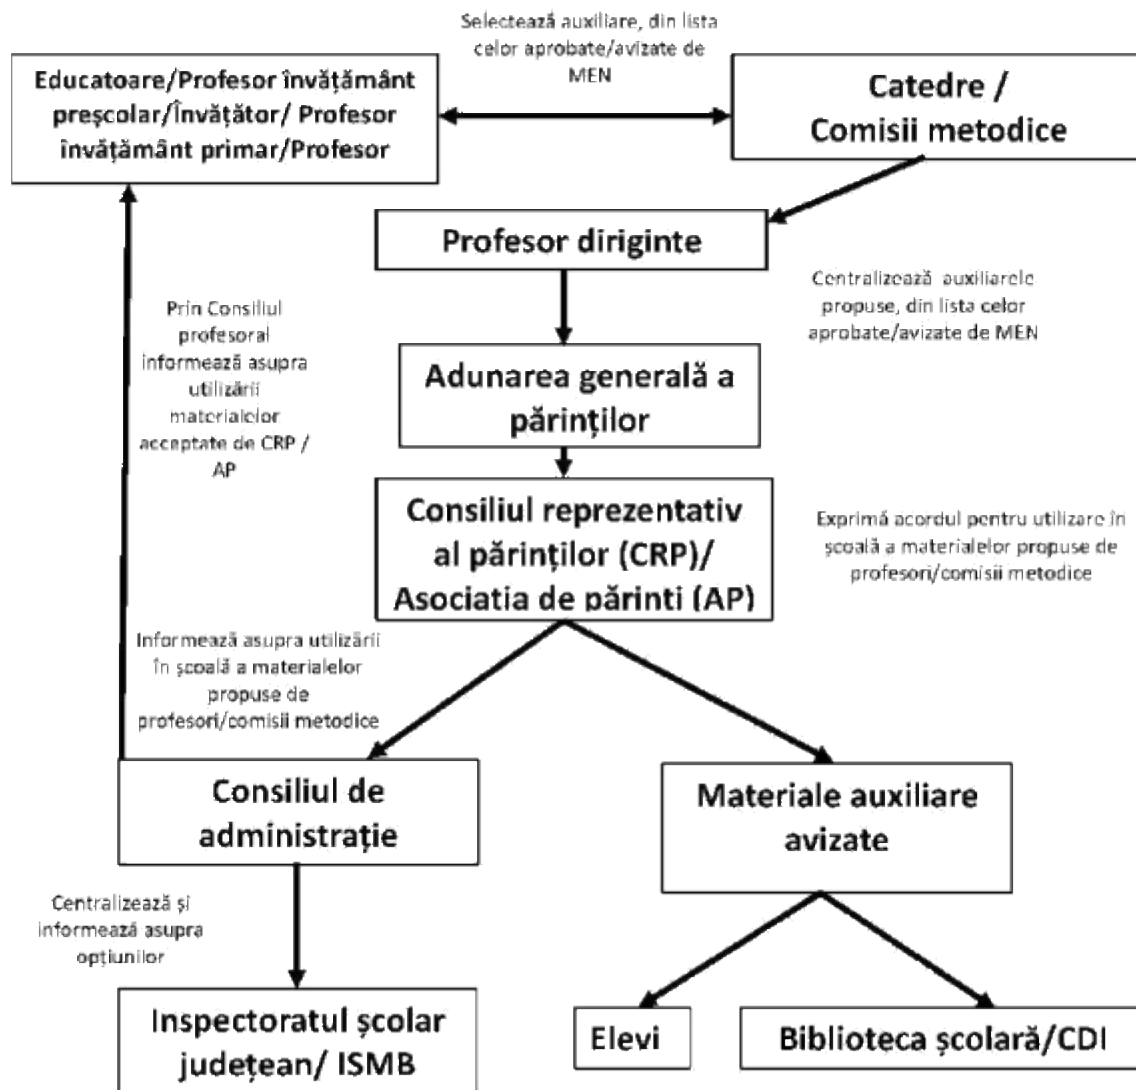 Selectează auxiliare, din lista
celor aprobate/avizate de
MEN
Educatoare/Profesor învățământ
preșcolar/Învățător/ Profesor
învățământ primar/Profesor
Catedre /
Comisii metodice
Profesor diriginte
Centralizează auxiliarele
propuse, din lista celor
aprobate/avizate de MEN
Prin Consiliul
profesoral
informează asupra
utilizării
materialelor
acceptate de CRP /
AP
Adunarea generală a
părinților
Consiliul reprezentativ
al părinților (CRP)/
Asociatia de părinti (AP)
Exprimă acordul pentru utilizare în
școală a materialelor propuse de
profesori/comisii metodice
Informează asupra utilizării
în școală a materialelor
propuse de
profesori/comisii metodice
Consiliul de
administrație
Materiale auxiliare
avizate
Centralizează și
informează asupra
opțiunilor
Inspectoratul școlar
județean/ ISMB
Elevi
Biblioteca școlară/CDI